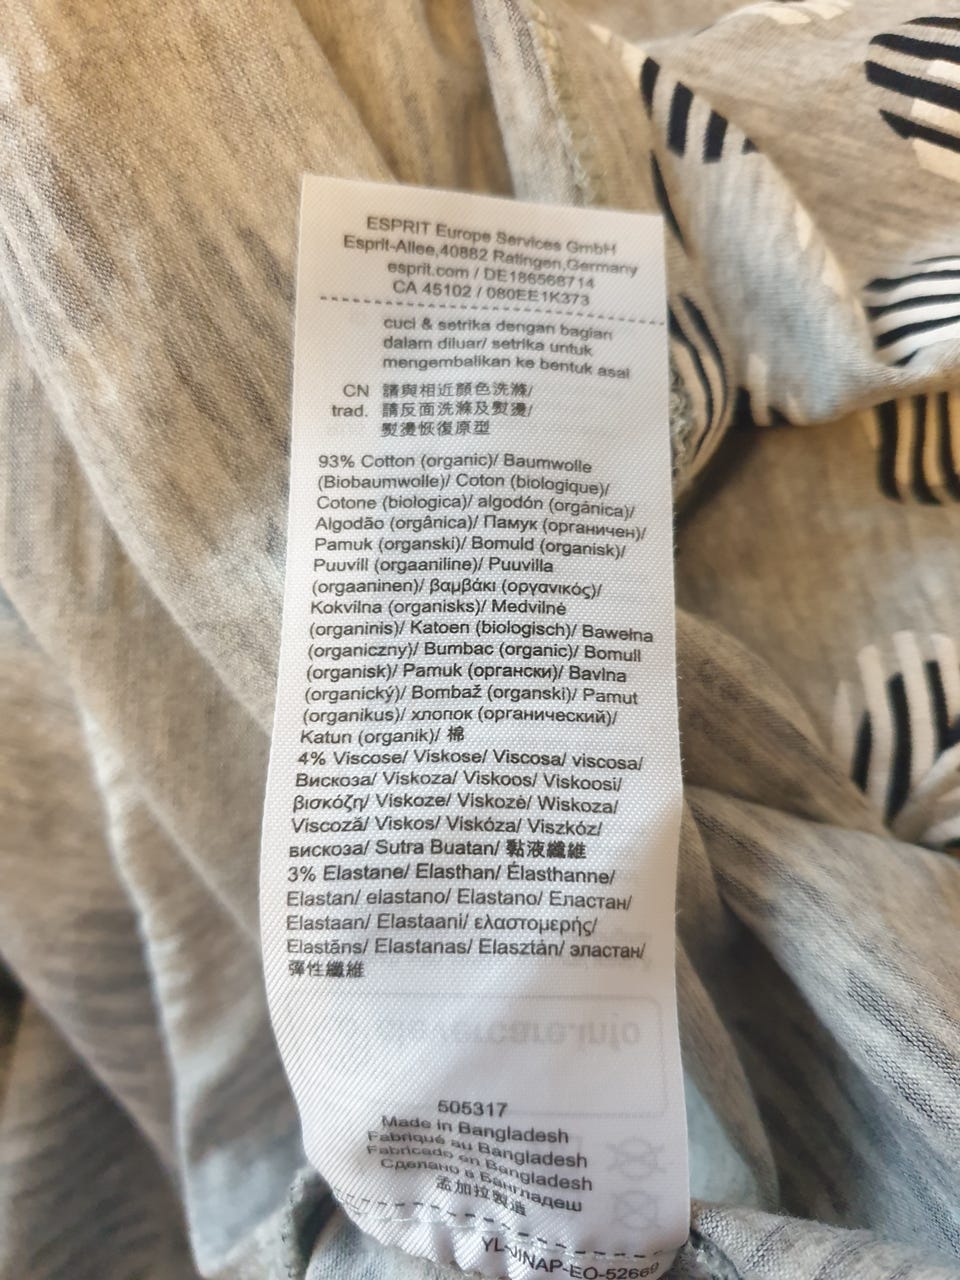 ESPRIT Europe Services GmbH
Esprit-Allee,40882 Ratingen,Germany
esprit.com / DE186568714
CA 45102 / 080EE1K373
cuci & setrika dengan bagian
dalam diluar/ setrika untuk
mengembalikan ke bentuk asal
CN 請與相近顏色洗滌/
trad. 請反面洗滌及熨燙/
熨燙恢復原型
93% Cotton (organic)/ Baumwolle
(Biobaumwolle)/ Coton (biologique)/
Cotone (biologica)/ algodón (orgánica)/
Algodão (orgânica)/ Памук (органичен)/
Pamuk (organski)/ Bomuld (organisk)/
Puuvill (orgaaniline)/ Puuvilla
(orgaaninen)/ βαμβάκι (οργανικός)/
Kokvilna (organisks)/ Medvilnė
(organinis)/ Katoen (biologisch)/ Bawełna
(organiczny)/ Bumbac (organic)/ Bomull
(organisk)/ Pamuk (органски)/ Bavlna
(organický)/ Bombaž (organski)/ Pamut
(organikus)/ хлопок (органический)/
Katun (organik)/ 棉
4% Viscose/ Viskose/ Viscosa/ viscosa/
Вискоза/ Viskoza/ Viskoos/ Viskoosi/
βισκόζη/ Viskoze/ Viskozė/ Wiskoza/
Viscoză/ Viskos/ Viskóza/ Viszkóz/
вискоза/ Sutra Buatan/ 黏液纖維
3% Elastane/ Elasthan/ Élasthanne/
Elastan/ elastano/ Elastano/ Еластан/
Elastaan/ Elastaani/ ελαστομερής/
Elastāns/ Elastanas/ Elasztán/ эластан/
彈性纖維
505317
Made in Bangladesh
Fabriqué au Bangladesh
Fabricado en Bangladesh
Сделано в Бангладеш
孟加拉製造
YL-JINAP-EO-52669